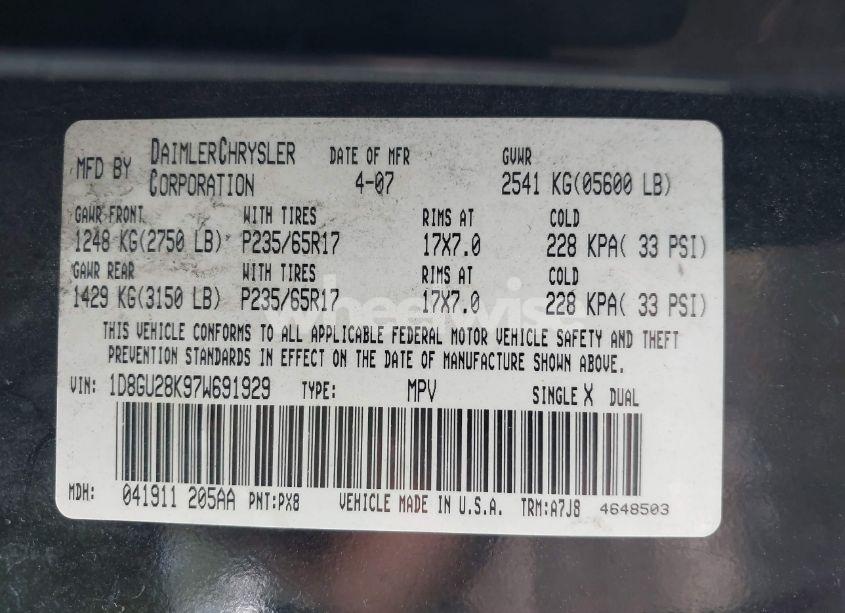 MFD BY DAIMLERCHRYSLER CORPORATION DATE OF MFR 4-07 GVWR 2541 KG(05600 LB)
GAWR FRONT WITH TIRES RIMS AT COLD
1248 KG(2750 LB) P235/65R17 17X7.0 228 KPA( 33 PSI)
GAWR REAR WITH TIRES RIMS AT COLD
1429 KG(3150 LB) P235/65R17 17X7.0 228 KPA( 33 PSI)
wheelwise
THIS VEHICLE CONFORMS TO ALL APPLICABLE FEDERAL MOTOR VEHICLE SAFETY AND THEFT
PREVENTION STANDARDS IN EFFECT ON THE DATE OF MANUFACTURE SHOWN ABOVE.
VIN: 1D8GU28K97W691929 TYPE: MPV SINGLE X DUAL
MDH: 041911 205AA PNT:PX8 VEHICLE MADE IN U.S.A. TRM:A7J8 4648503